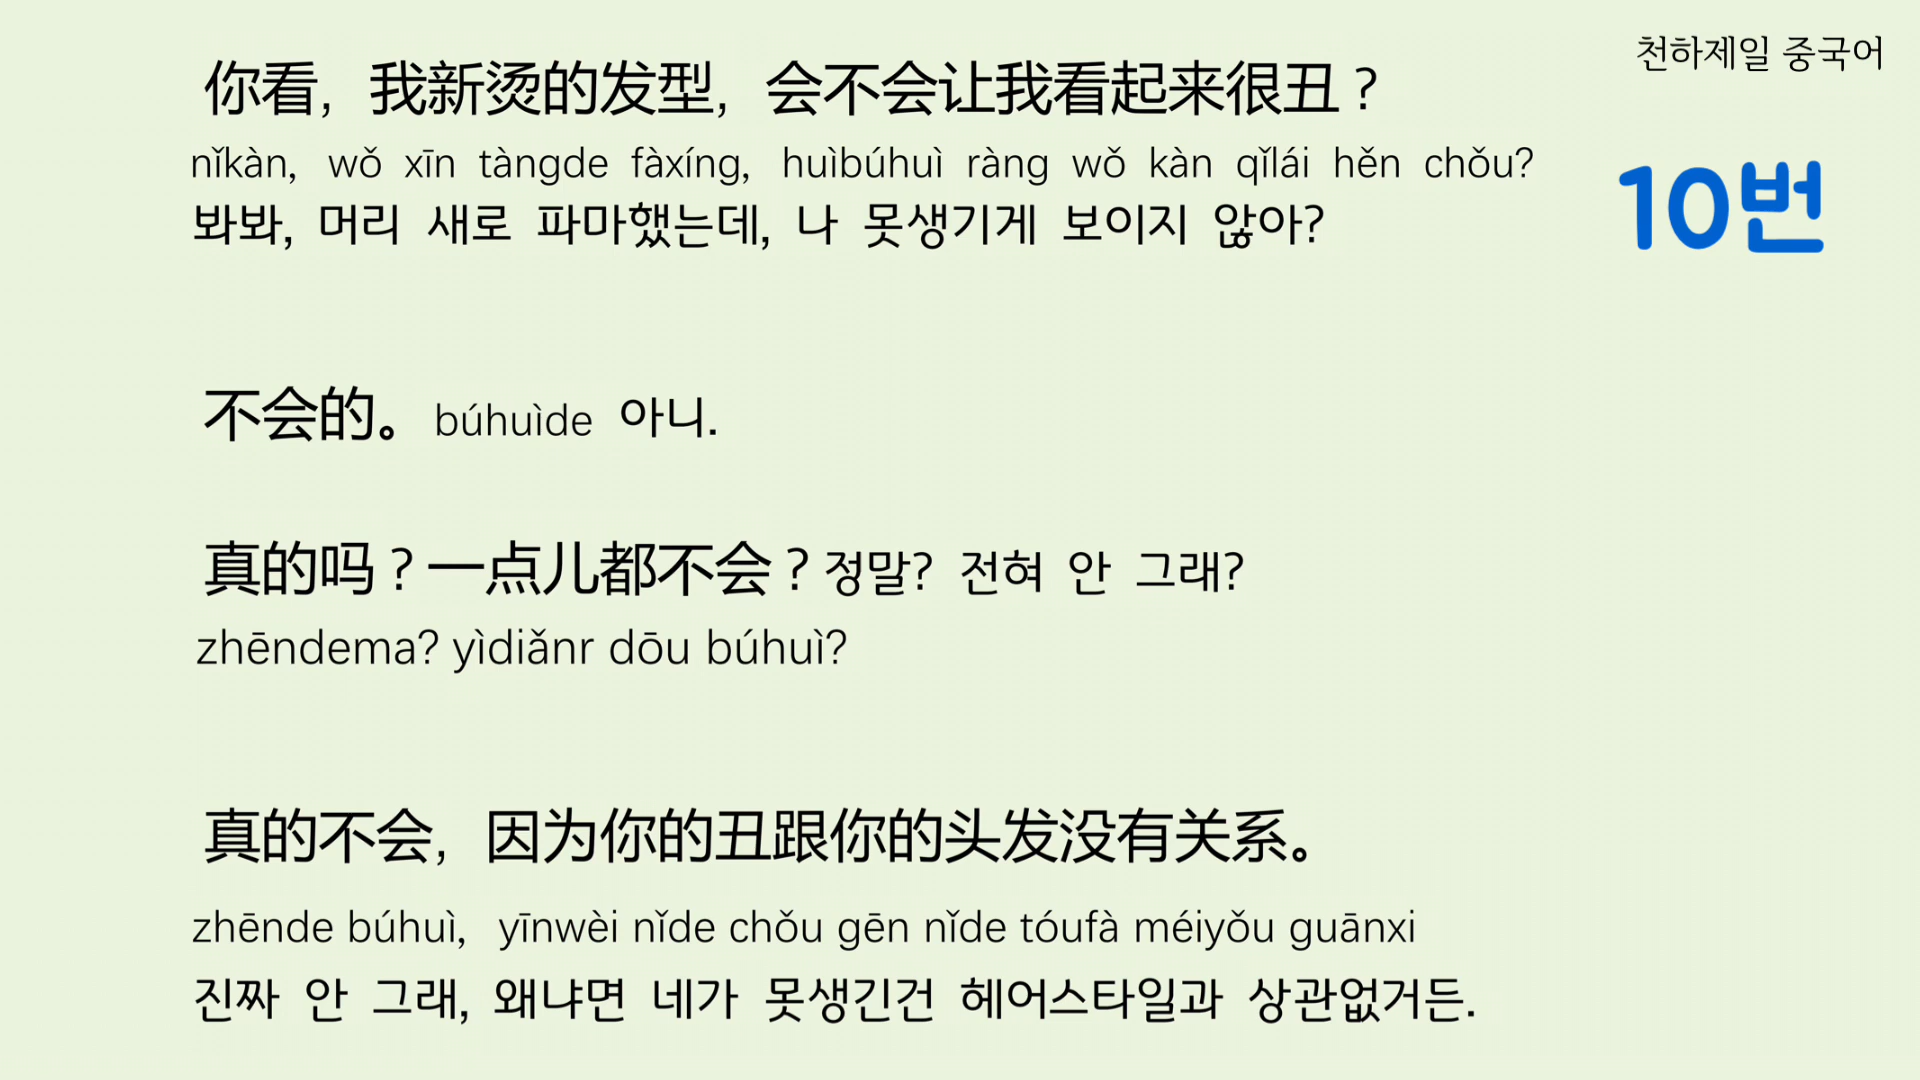 천하제일 중국어
10번
你看，我新烫的发型，会不会让我看起来很丑？
nǐkàn, wǒ xīn tàngde fàxíng, huìbúhuì ràng wǒ kàn qǐlái hěn chǒu?
봐봐, 머리 새로 파마했는데, 나 못생기게 보이지 않아?
不会的。búhuìde 아니.
真的吗？一点儿都不会？정말? 전혀 안 그래?
zhēndema? yìdiǎnr dōu búhuì?
真的不会，因为你的丑跟你的头发没有关系。
zhēnde búhuì, yīnwèi nǐde chǒu gēn nǐde tóufà méiyǒu guānxi
진짜 안 그래, 왜냐면 네가 못생긴건 헤어스타일과 상관없거든.